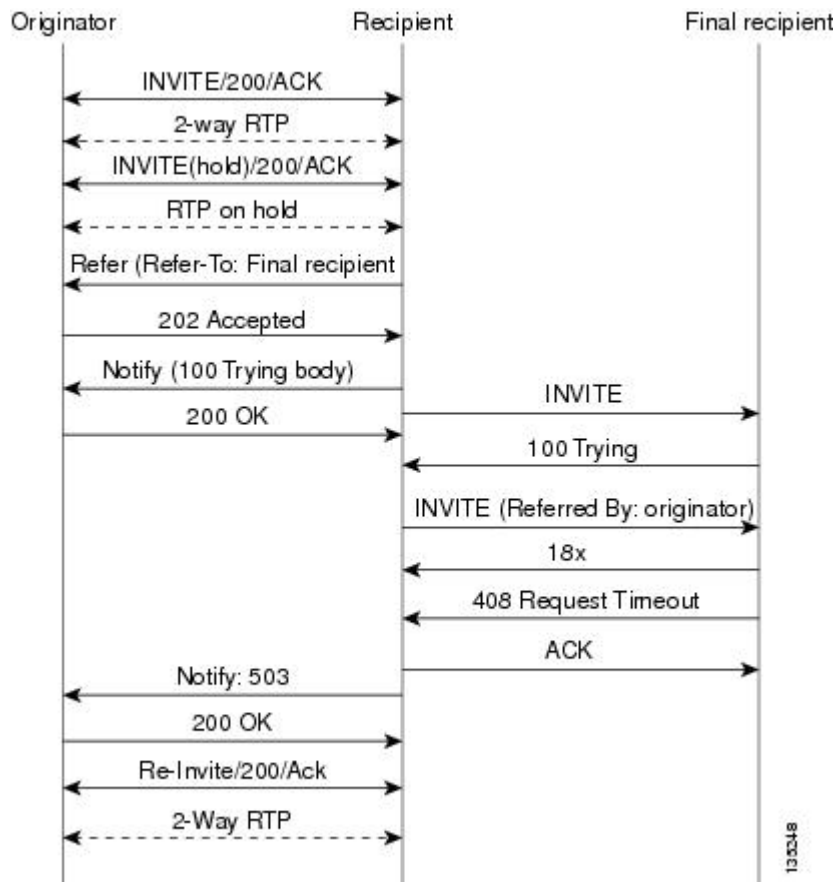 Originator Recipient Final recipient
INVITE/200/ACK
2-way RTP
INVITE(hold)/200/ACK
RTP on hold
Refer (Refer-To: Final recipient
202 Accepted
Notify (100 Trying body)
INVITE
200 OK
100 Trying
INVITE (Referred By: originator)
18x
408 Request Timeout
ACK
Notify: 503
200 OK
Re-Invite/200/Ack
2-Way RTP
135248